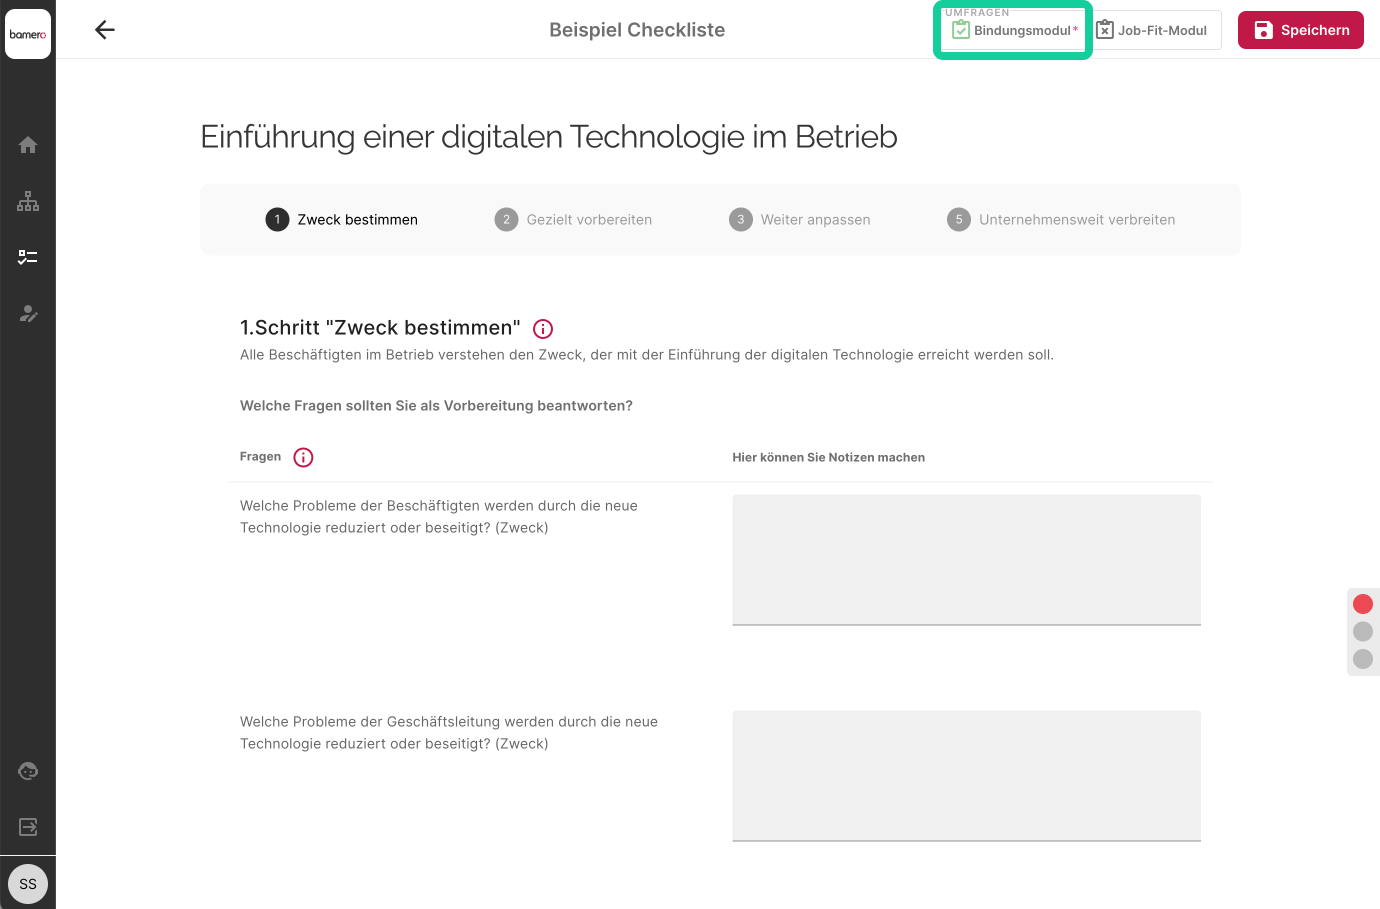 bamero
Beispiel Checkliste
UMFRAGEN
Bindungsmodul*
Job-Fit-Modul
Speichern
Einführung einer digitalen Technologie im Betrieb
1 Zweck bestimmen
2 Gezielt vorbereiten
3 Weiter anpassen
5 Unternehmensweit verbreiten
1.Schritt "Zweck bestimmen"
Alle Beschäftigten im Betrieb verstehen den Zweck, der mit der Einführung der digitalen Technologie erreicht werden soll.
Welche Fragen sollten Sie als Vorbereitung beantworten?
Fragen
Hier können Sie Notizen machen
Welche Probleme der Beschäftigten werden durch die neue
Technologie reduziert oder beseitigt? (Zweck)
Welche Probleme der Geschäftsleitung werden durch die neue
Technologie reduziert oder beseitigt? (Zweck)
SS